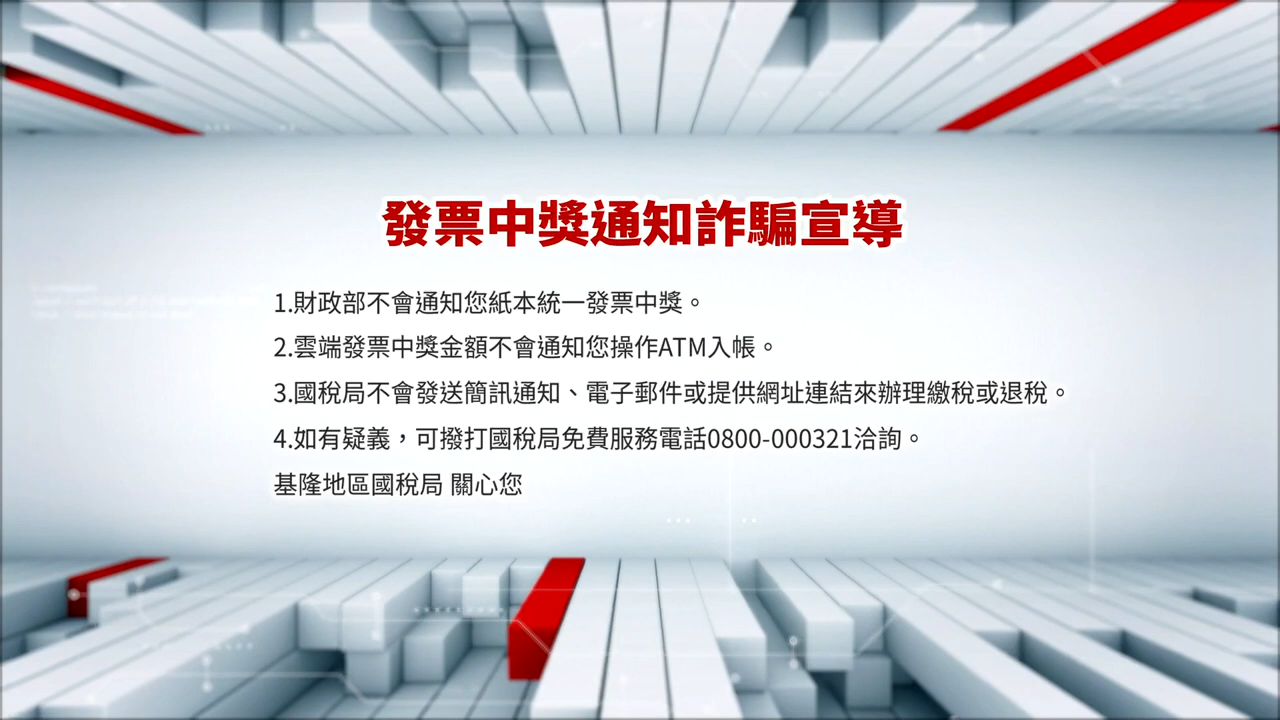 發票中獎通知詐騙宣導
1.財政部不會通知您紙本統一發票中獎。
2.雲端發票中獎金額不會通知您操作ATM入帳。
3.國稅局不會發送簡訊通知、電子郵件或提供網址連結來辦理繳稅或退稅。
4.如有疑義，可撥打國稅局免費服務電話0800-000321洽詢。
基隆地區國稅局 關心您